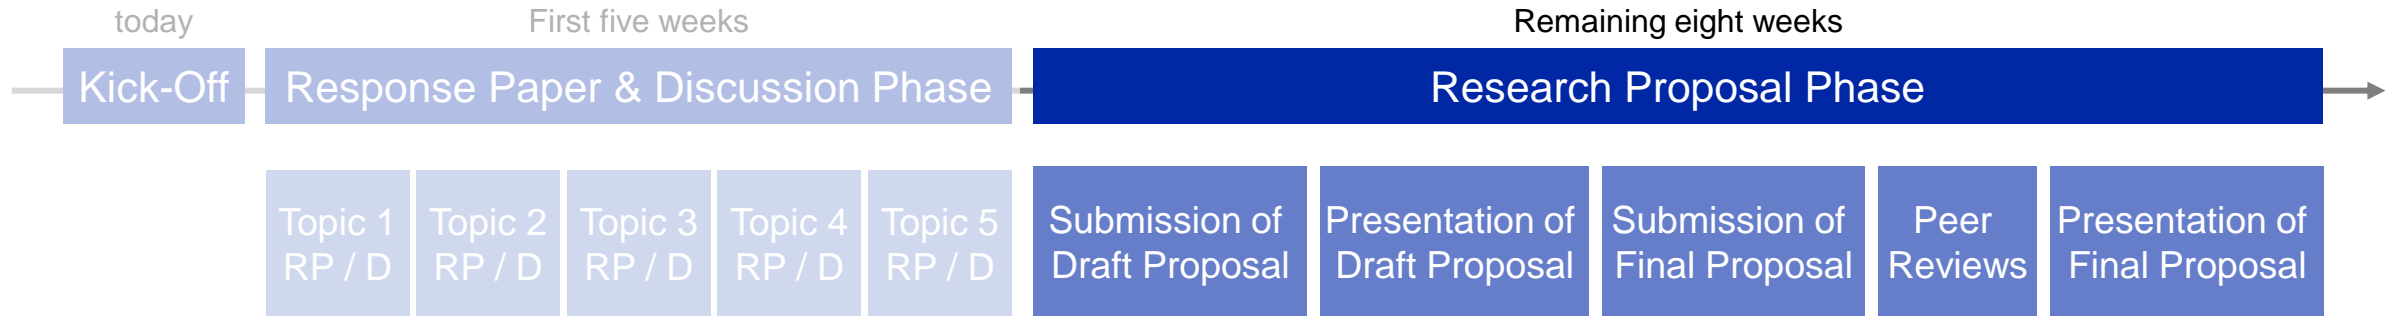 today
First five weeks
Remaining eight weeks
Kick-Off
Response Paper & Discussion Phase
Research Proposal Phase
Topic 1
RP / D
Topic 2
RP / D
Topic 3
RP / D
Topic 4
RP / D
Topic 5
RP / D
Submission of
Draft Proposal
Presentation of
Draft Proposal
Submission of
Final Proposal
Peer
Reviews
Presentation of
Final Proposal